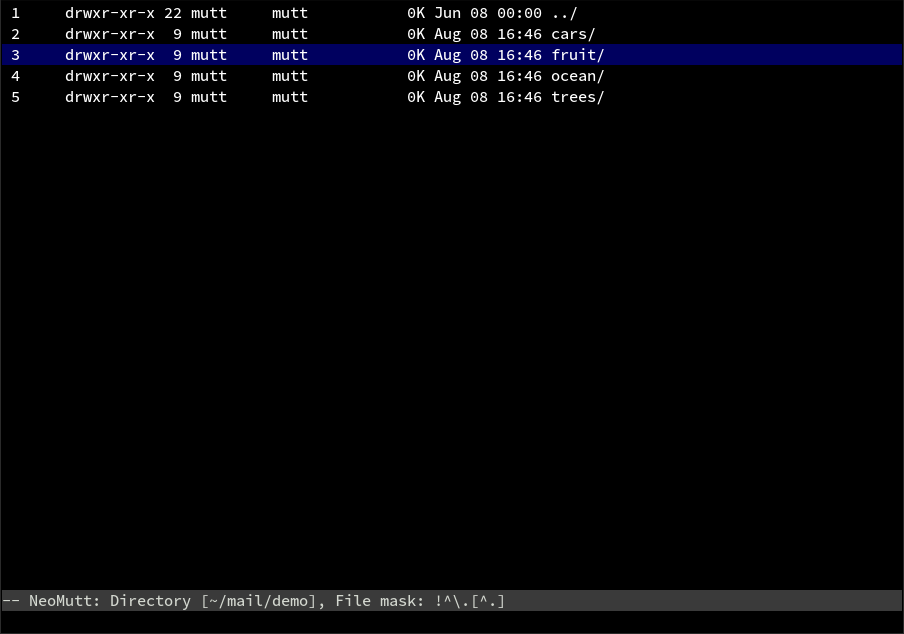 1     drwxr-xr-x 22 mutt     mutt           0K Jun 08 00:00 ../
2     drwxr-xr-x  9 mutt     mutt           0K Aug 08 16:46 cars/
3     drwxr-xr-x  9 mutt     mutt           0K Aug 08 16:46 fruit/
4     drwxr-xr-x  9 mutt     mutt           0K Aug 08 16:46 ocean/
5     drwxr-xr-x  9 mutt     mutt           0K Aug 08 16:46 trees/
-- NeoMutt: Directory [~/mail/demo], File mask: !^\.[^.]